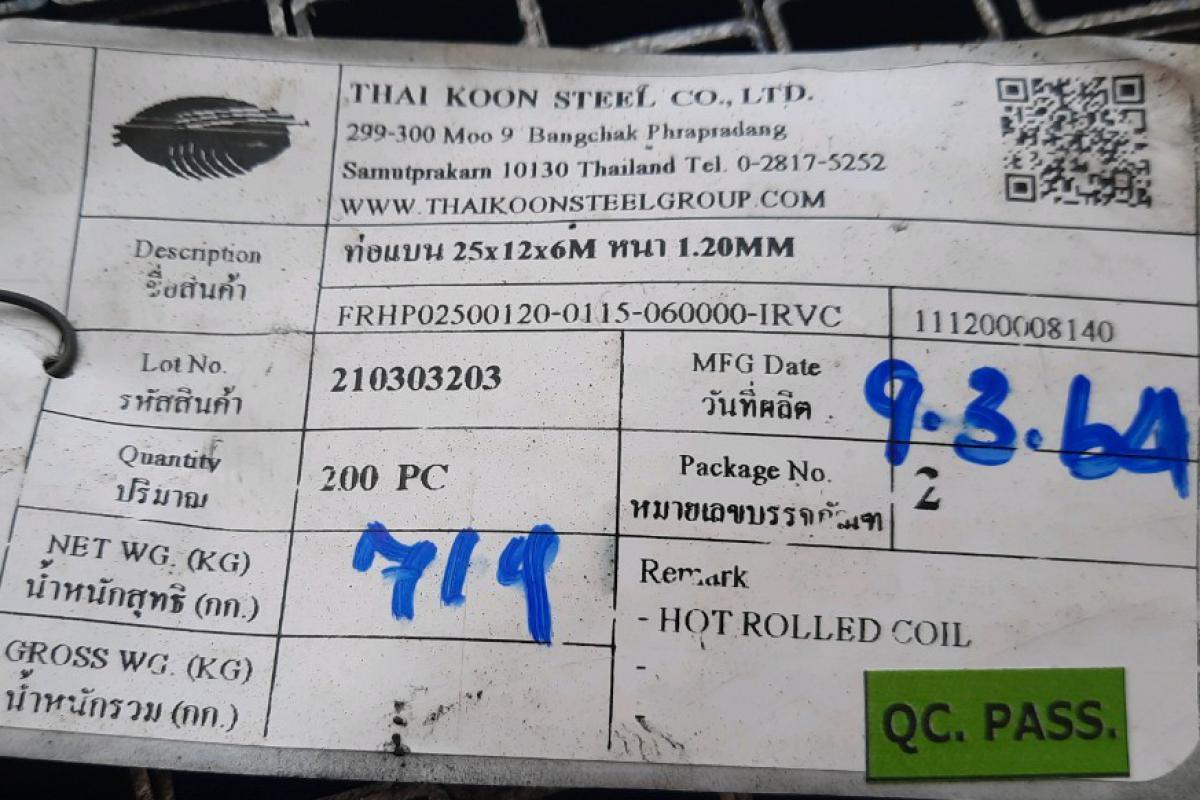 THAI KOON STEEL CO., LTD.
299-300 Moo 9 Bangchak Phrapradang
Samutprakarn 10130 Thailand Tel. 0-2817-5252
WWW.THAIKOONSTEELGROUP.COM
Description
ชื่อสินค้า
ท่อแบน 25x12x6M หนา 1.20MM
FRHP02500120-0115-060000-IRVC
111200008140
Lot No.
รหัสสินค้า
210303203
MFG Date
วันที่ผลิต
9.3.64
Quantity
ปริมาณ
200 PC
Package No.
หมายเลขบรรจุภัณฑ์
2
NET WG. (KG)
น้ำหนักสุทธิ (กก.)
719
Remark
- HOT ROLLED COIL
-
-
GROSS WG. (KG)
น้ำหนักรวม (กก.)
QC. PASS.